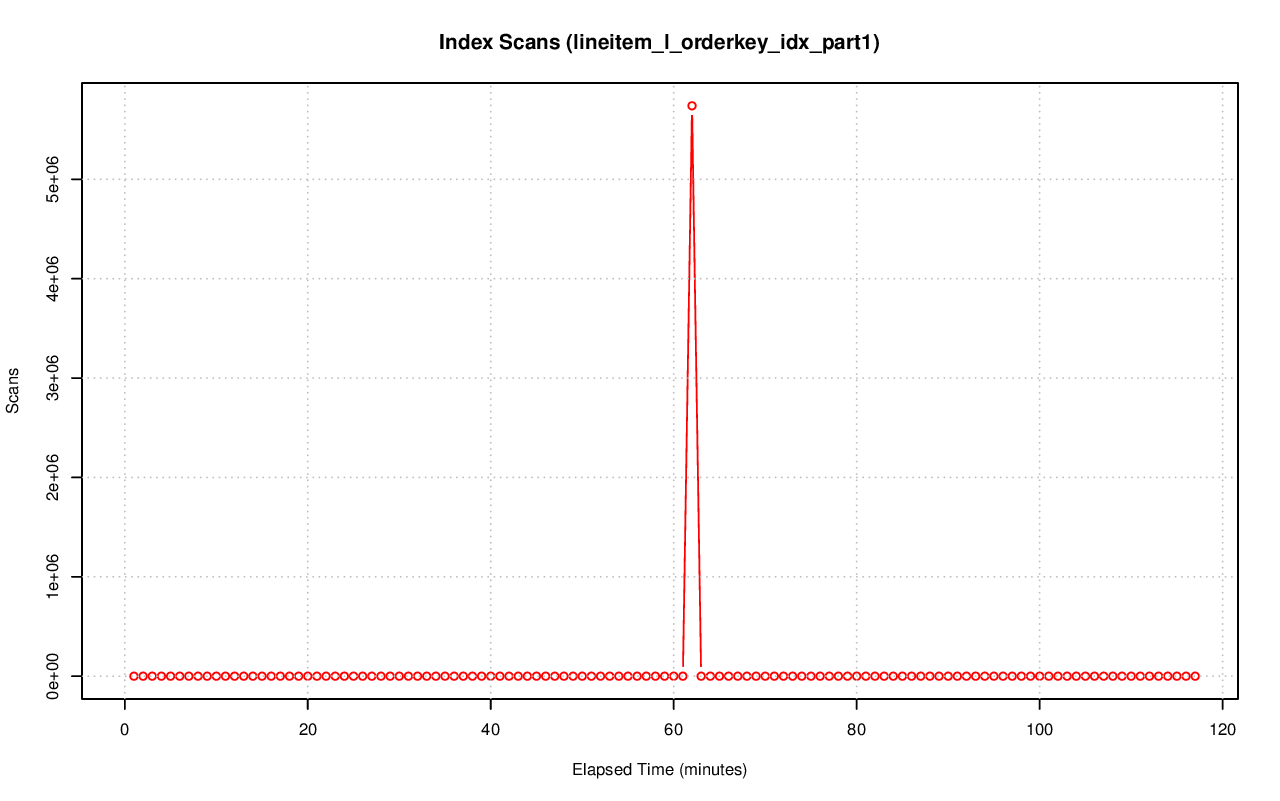 Index Scans (lineitem_l_orderkey_idx_part1)
Scans
5e+06
4e+06
3e+06
2e+06
1e+06
0e+00
0 20 40 60 80 100 120
Elapsed Time (minutes)